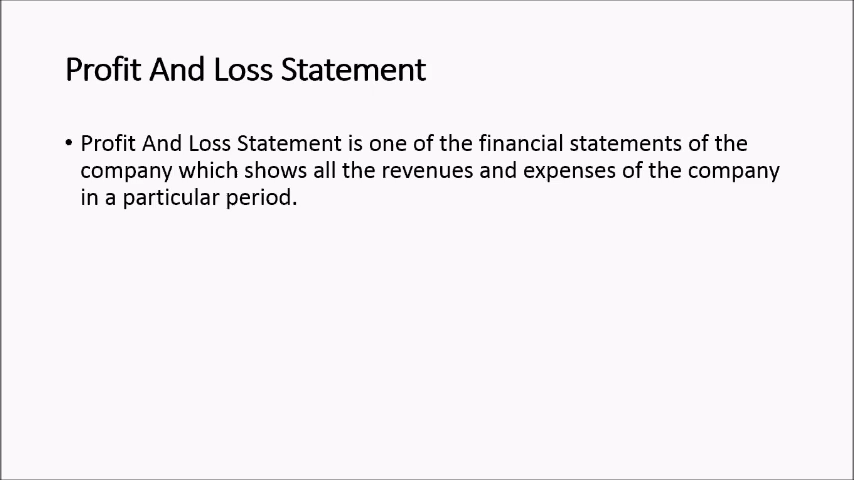 Profit And Loss Statement
• Profit And Loss Statement is one of the financial statements of the
company which shows all the revenues and expenses of the company
in a particular period.